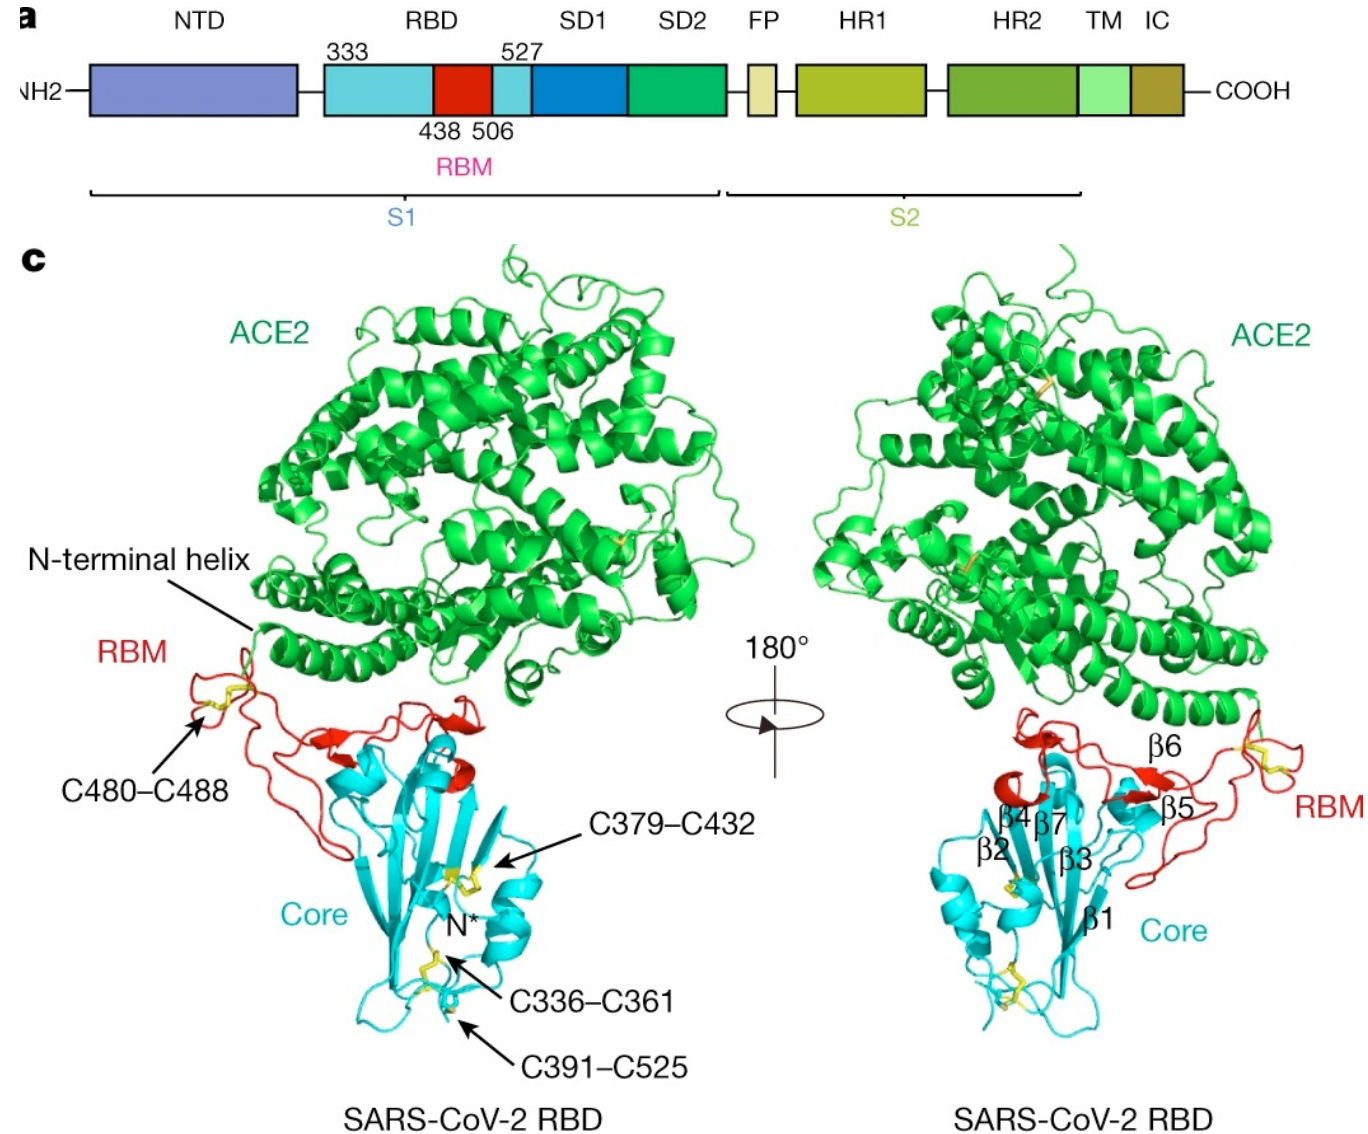 a
NTD RBD SD1 SD2 FP HR1 HR2 TM IC
333 527
NH2 COOH
438 506
RBM
S1 S2
c
ACE2 ACE2
N-terminal helix
RBM
180°
β6
C480–C488
β5
RBM
C379–C432
β4 β7
β2 β3
Core
N*
β1
Core
C336–C361
C391–C525
SARS-CoV-2 RBD SARS-CoV-2 RBD